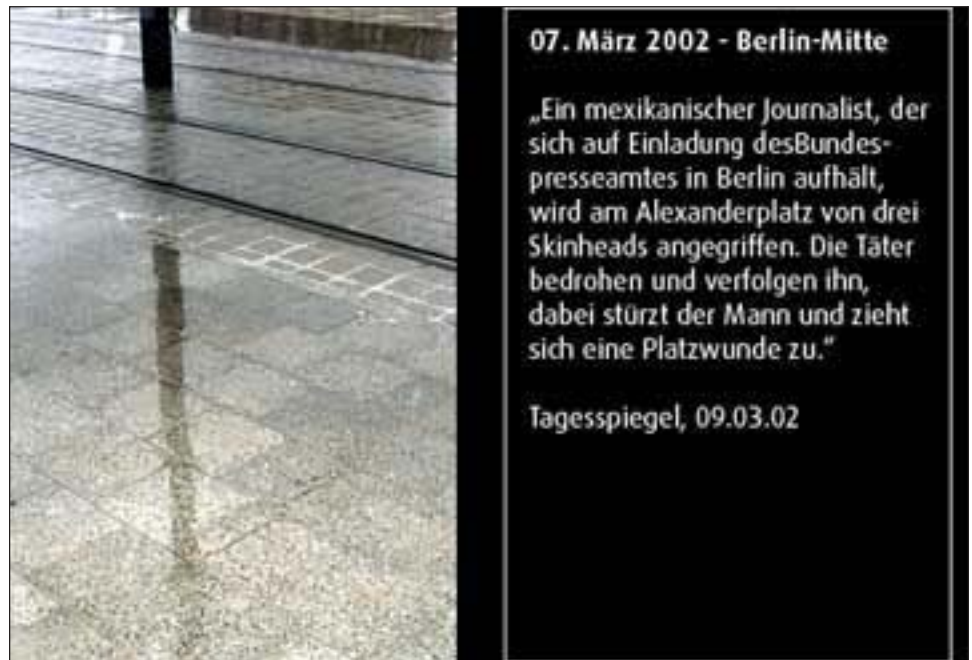 07. März 2002 - Berlin-Mitte
„Ein mexikanischer Journalist, der
sich auf Einladung desBundes-
presseamtes in Berlin aufhält,
wird am Alexanderplatz von drei
Skinheads angegriffen. Die Täter
bedrohen und verfolgen ihn,
dabei stürzt der Mann und zieht
sich eine Platzwunde zu.“
Tagesspiegel, 09.03.02